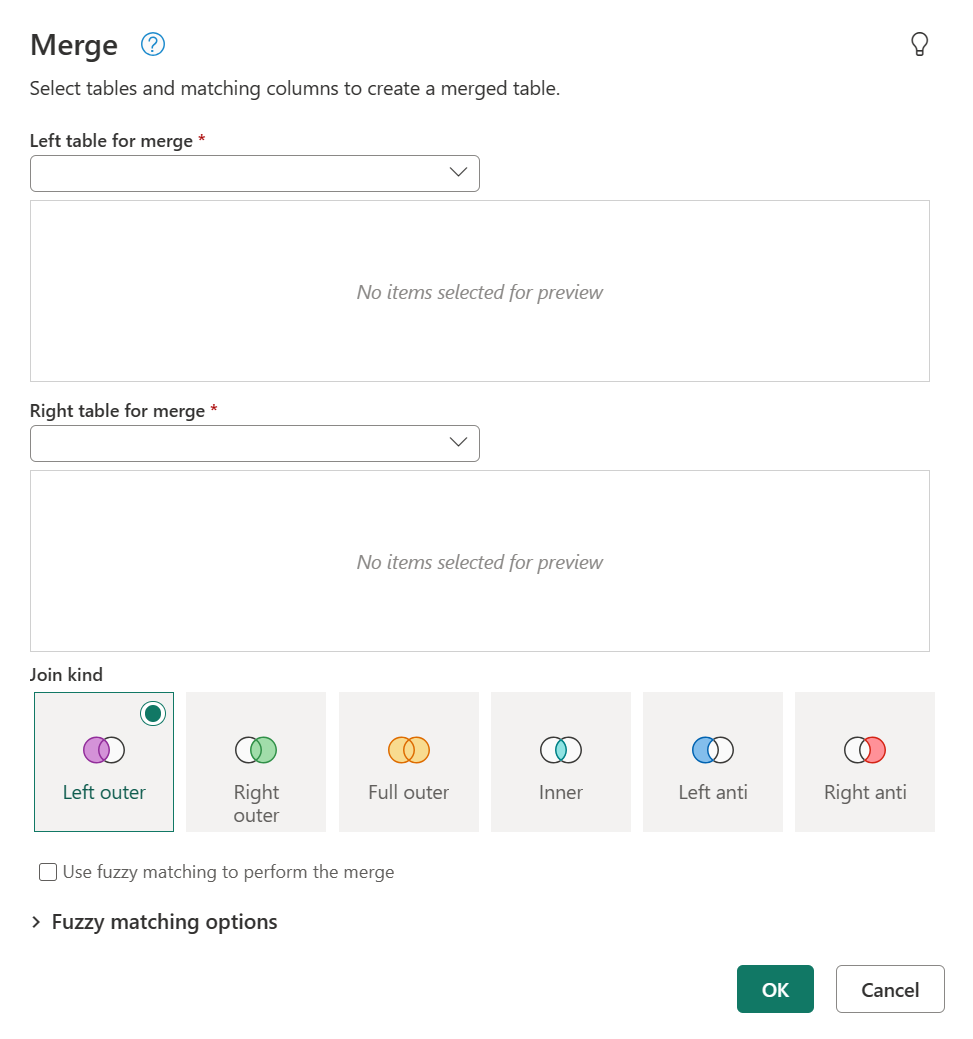 Merge ?
Select tables and matching columns to create a merged table.
Left table for merge *
No items selected for preview
Right table for merge *
No items selected for preview
Join kind
Left outer
Right
outer
Full outer
Inner
Left anti
Right anti
Use fuzzy matching to perform the merge
Fuzzy matching options
OK
Cancel